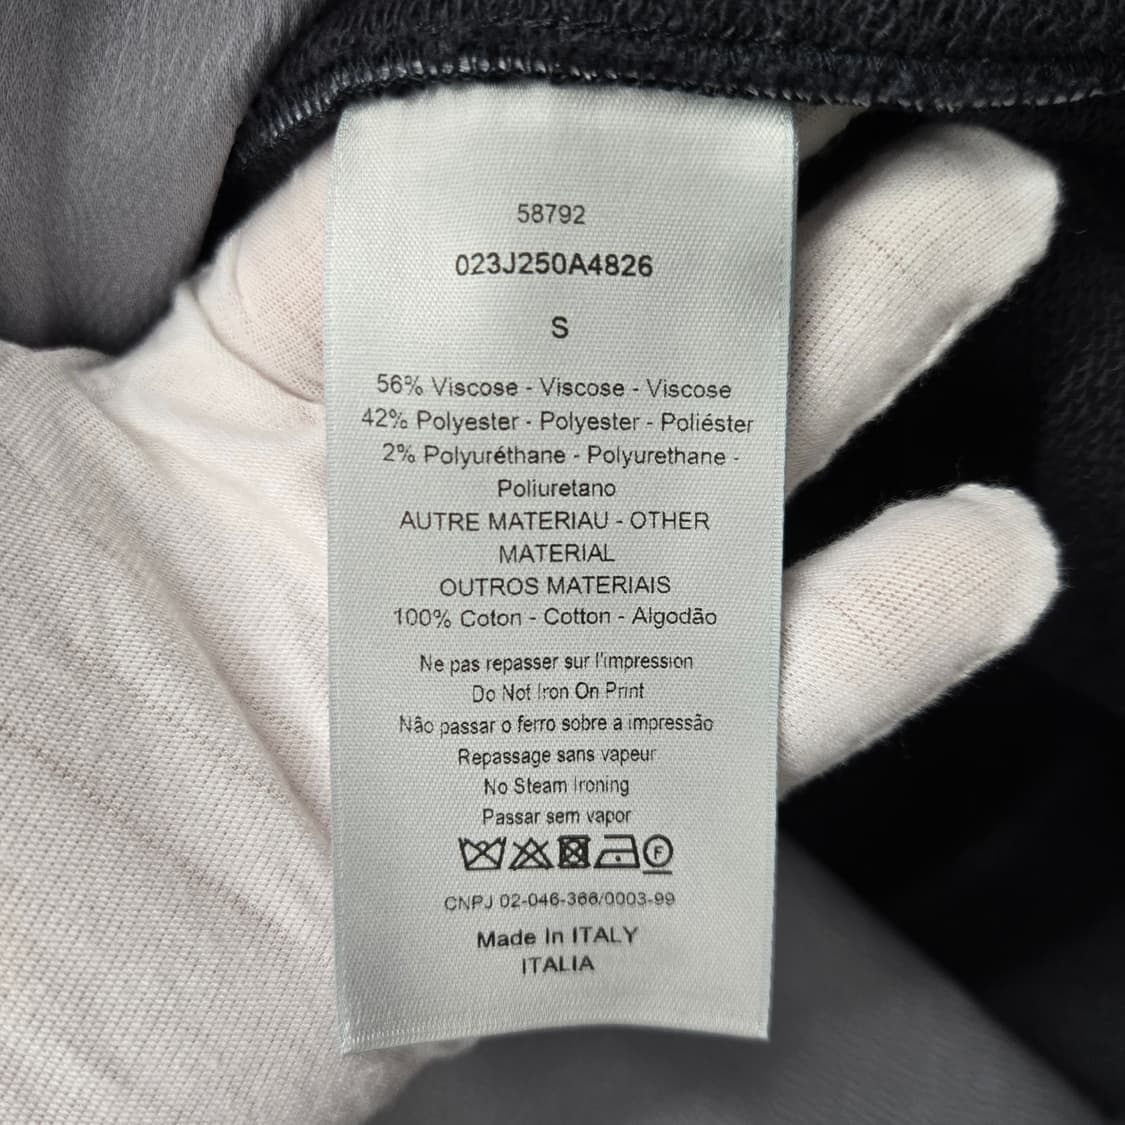 58792
023J250A4826
S
56% Viscose - Viscose - Viscose
42% Polyester - Polyester - Poliéster
2% Polyuréthane - Polyurethane -
Poliuretano
AUTRE MATERIAU - OTHER
MATERIAL
OUTROS MATERIAIS
100% Coton - Cotton - Algodão
Ne pas repasser sur l'impression
Do Not Iron On Print
Não passar o ferro sobre a impressão
Repassage sans vapeur
No Steam Ironing
Passar sem vapor
F
CNPJ 02-046-366/0003-99
Made In ITALY
ITALIA